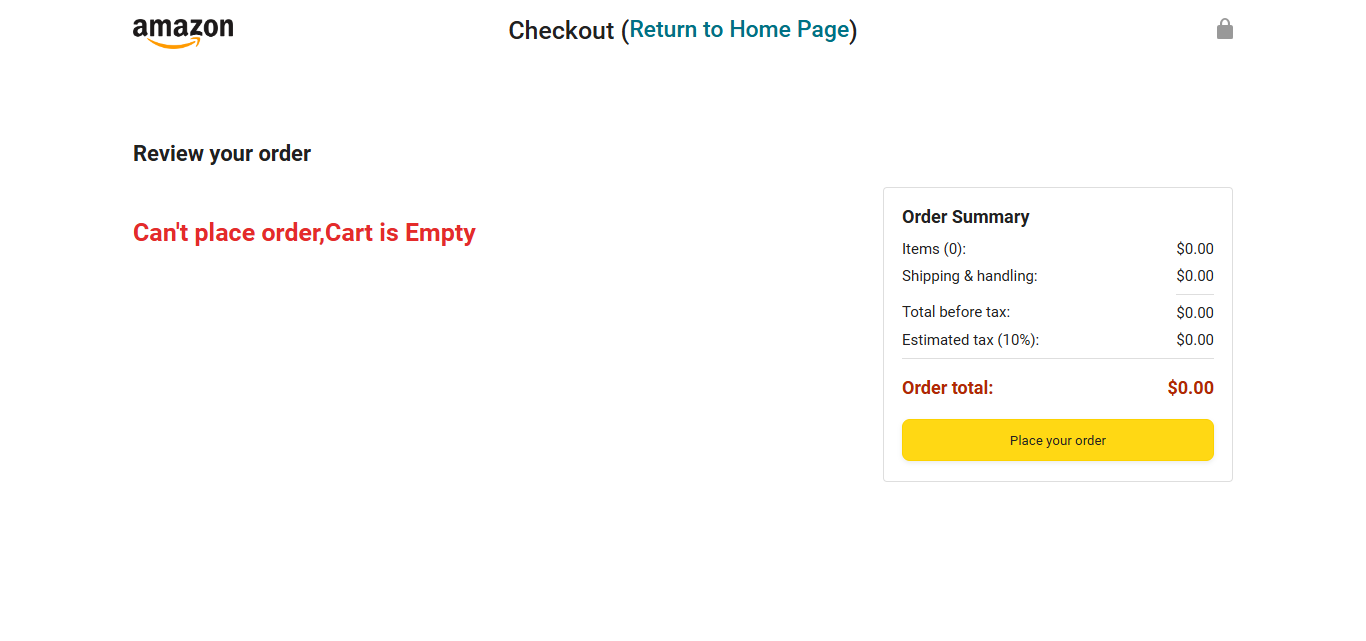 amazon
Checkout (Return to Home Page)
Review your order
Can't place order,Cart is Empty
Order Summary
Items (0): $0.00
Shipping & handling: $0.00
Total before tax: $0.00
Estimated tax (10%): $0.00
Order total: $0.00
Place your order